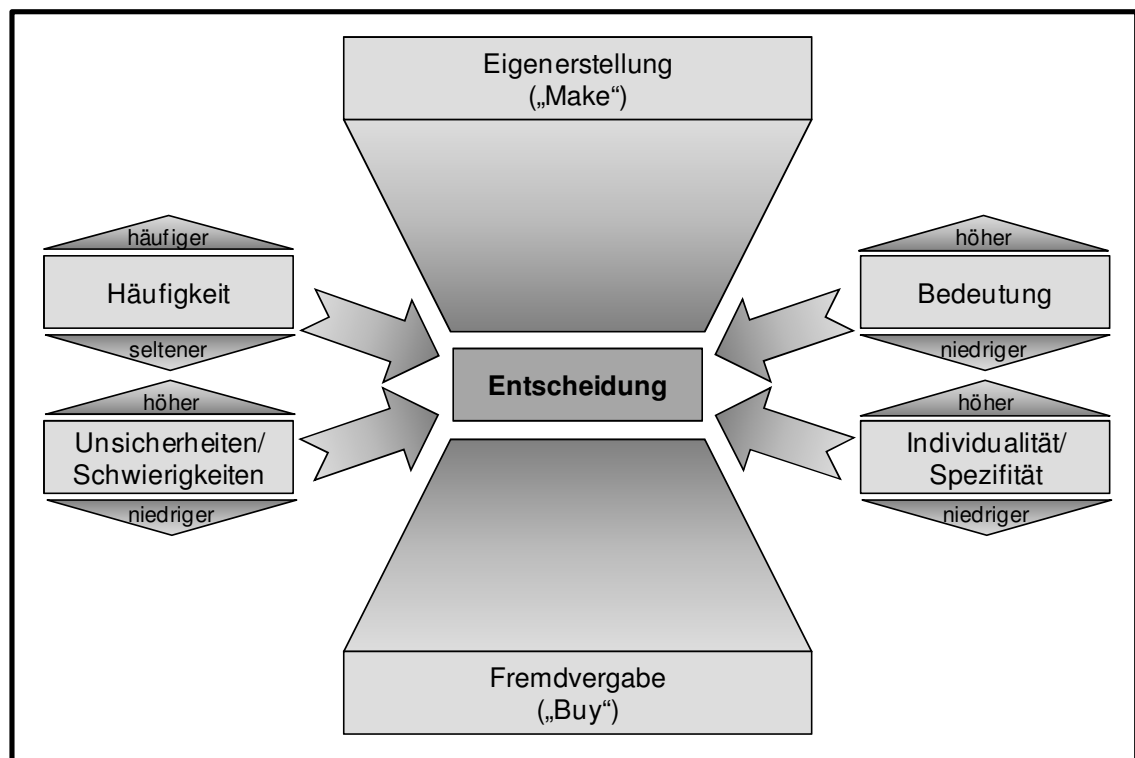 Eigenerstellung
(„Make“)
häufiger
Häufigkeit
seltener
höher
Unsicherheiten/
Schwierigkeiten
niedriger
Entscheidung
höher
Bedeutung
niedriger
höher
Individualität/
Spezifität
niedriger
Fremdvergabe
(„Buy“)